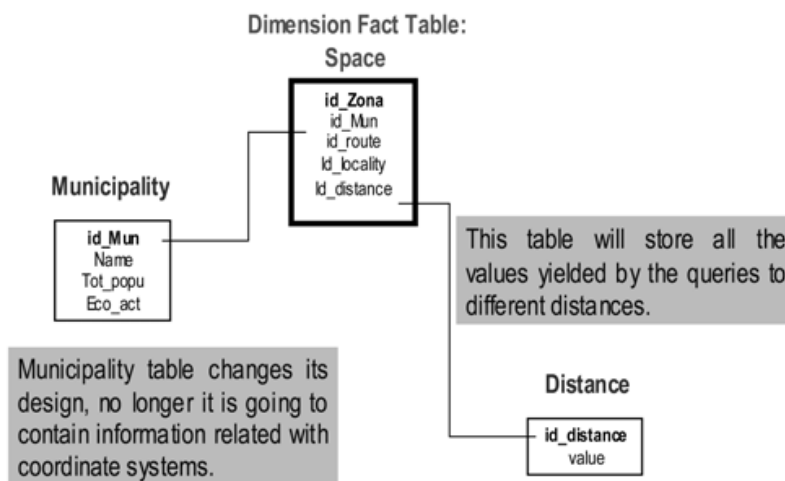 Dimension Fact Table:
Space
id_Zona
id_Mun
id_route
Id_locality
Id_distance
Municipality
id_Mun
Name
Tot_popu
Eco_act
This table will store all the
values yielded by the queries to
different distances.
Municipality table changes its
design, no longer it is going to
contain information related with
coordinate systems.
Distance
id_distance
value